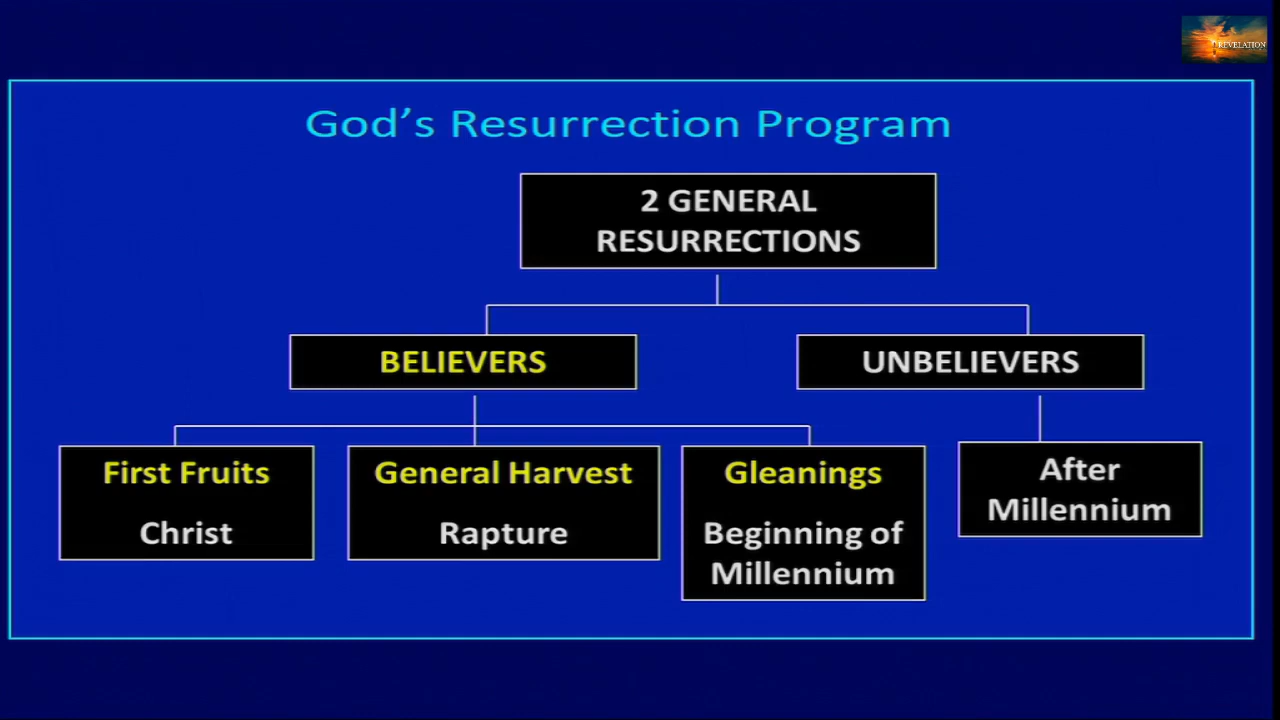 REVELATION
God's Resurrection Program
2 GENERAL
RESURRECTIONS
BELIEVERS
UNBELIEVERS
First Fruits
Christ
General Harvest
Rapture
Gleanings
Beginning of
Millennium
After
Millennium